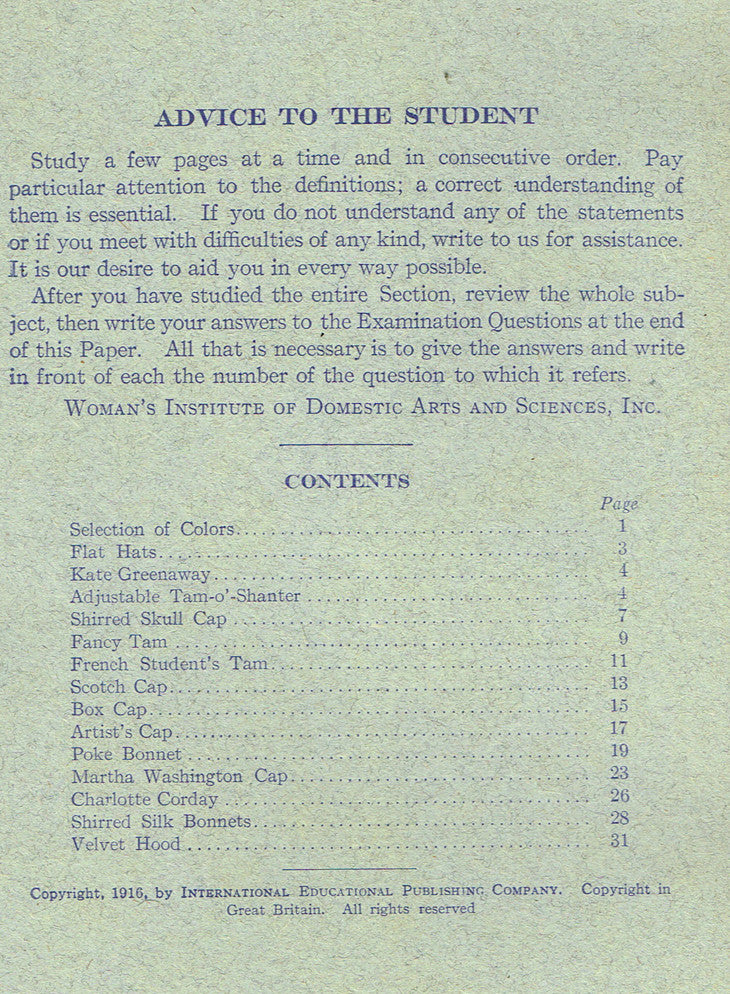 ADVICE TO THE STUDENT
Study a few pages at a time and in consecutive order. Pay
particular attention to the definitions; a correct understanding of
them is essential. If you do not understand any of the statements
or if you meet with difficulties of any kind, write to us for assistance.
It is our desire to aid you in every way possible.
After you have studied the entire Section, review the whole sub-
ject, then write your answers to the Examination Questions at the end
of this Paper. All that is necessary is to give the answers and write
in front of each the number of the question to which it refers.
WOMAN'S INSTITUTE OF DOMESTIC ARTS AND SCIENCES, INC.
CONTENTS
Page
Selection of Colors 1
Flat Hats 3
Kate Greenaway 4
Adjustable Tam-o'-Shanter 4
Shirred Skull Cap 7
Fancy Tam 9
French Student's Tam 11
Scotch Cap 13
Box Cap 15
Artist's Cap 17
Poke Bonnet 19
Martha Washington Cap 23
Charlotte Corday 26
Shirred Silk Bonnets 28
Velvet Hood 31
Copyright, 1916, by INTERNATIONAL EDUCATIONAL PUBLISHING COMPANY. Copyright in
Great Britain. All rights reserved